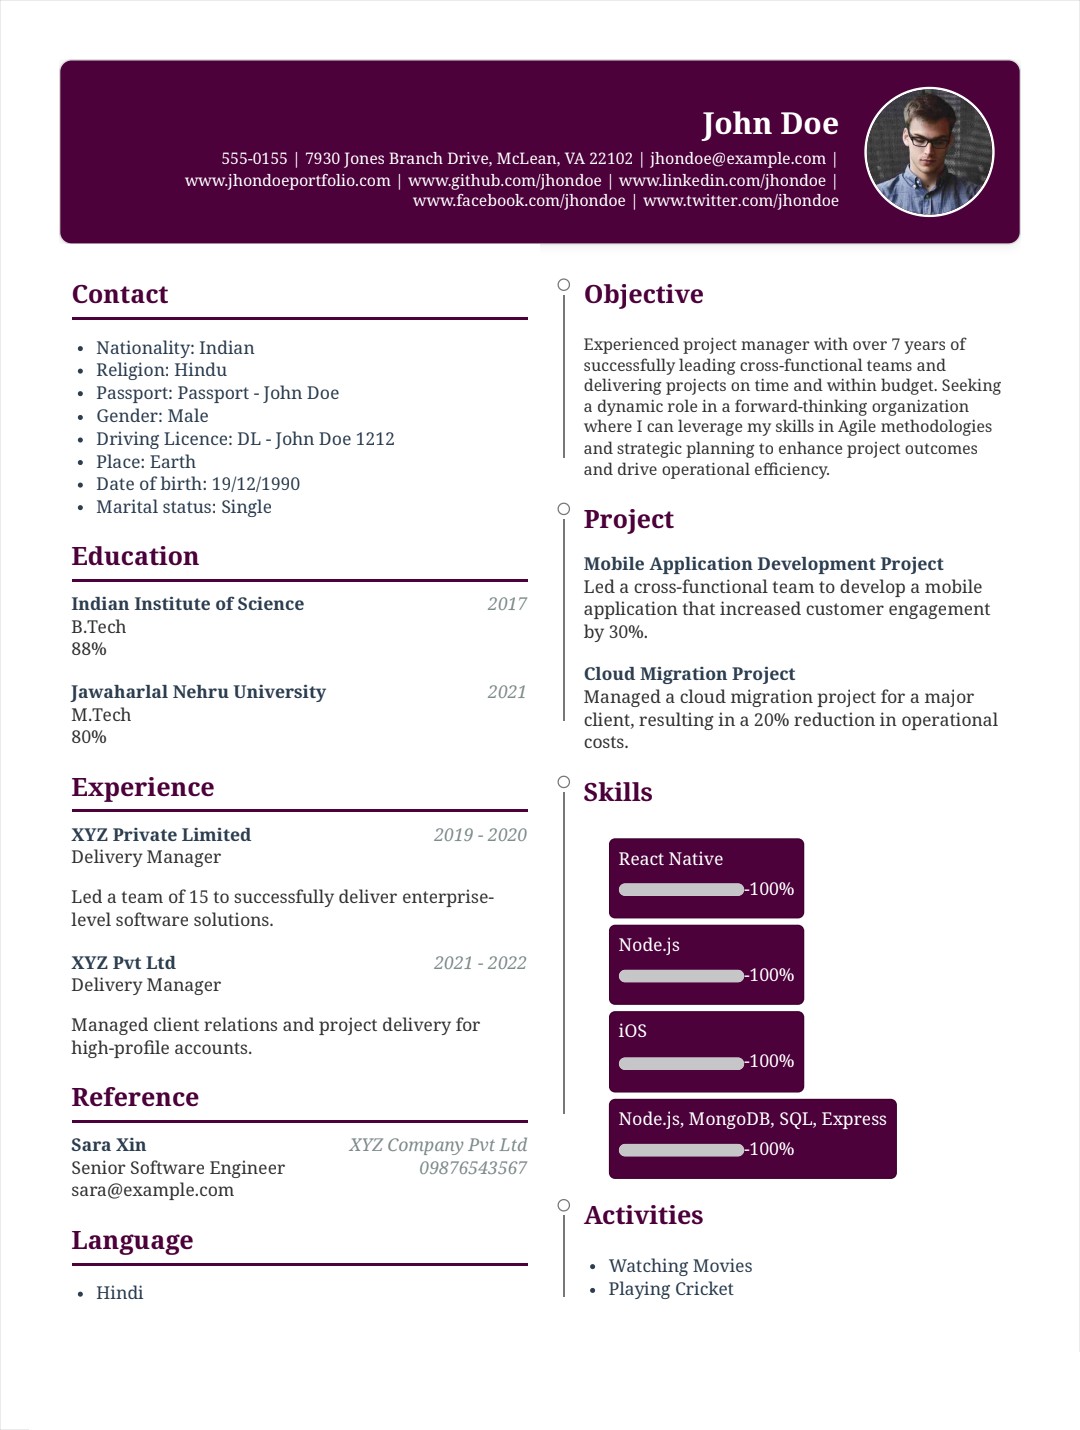 John Doe
555-0155 | 7930 Jones Branch Drive, McLean, VA 22102 | jhondoe@example.com |
www.jhondoeportfolio.com | www.github.com/jhondoe | www.linkedin.com/jhondoe |
www.facebook.com/jhondoe | www.twitter.com/jhondoe
Contact
• Nationality: Indian
• Religion: Hindu
• Passport: Passport - John Doe
• Gender: Male
• Driving Licence: DL - John Doe 1212
• Place: Earth
• Date of birth: 19/12/1990
• Marital status: Single
Education
Indian Institute of Science 2017
B.Tech
88%
Jawaharlal Nehru University 2021
M.Tech
80%
Experience
XYZ Private Limited 2019 - 2020
Delivery Manager
Led a team of 15 to successfully deliver enterprise-
level software solutions.
XYZ Pvt Ltd 2021 - 2022
Delivery Manager
Managed client relations and project delivery for
high-profile accounts.
Reference
Sara Xin XYZ Company Pvt Ltd
Senior Software Engineer 09876543567
sara@example.com
Language
• Hindi
Objective
Experienced project manager with over 7 years of
successfully leading cross-functional teams and
delivering projects on time and within budget. Seeking
a dynamic role in a forward-thinking organization
where I can leverage my skills in Agile methodologies
and strategic planning to enhance project outcomes
and drive operational efficiency.
Project
Mobile Application Development Project
Led a cross-functional team to develop a mobile
application that increased customer engagement
by 30%.
Cloud Migration Project
Managed a cloud migration project for a major
client, resulting in a 20% reduction in operational
costs.
Skills
React Native
-100%
Node.js
-100%
iOS
-100%
Node.js, MongoDB, SQL, Express
-100%
Activities
• Watching Movies
• Playing Cricket